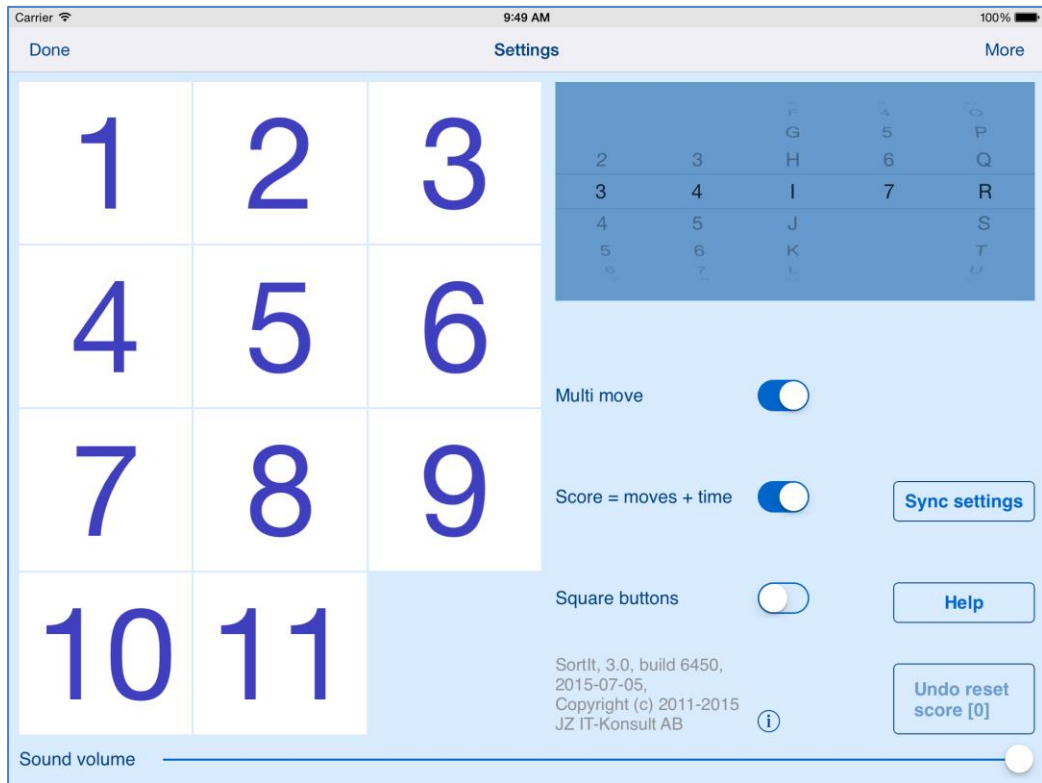 Carrier 9:49 AM 100%
Done Settings More
1 2 3
4 5 6
7 8 9
10 11
F 4 O
G 5 P
2 3 H 6 Q
3 4 I 7 R
4 5 J S
5 6 K T
6 7 L U
Multi move
Score = moves + time
Sync settings
Square buttons
Help
SortIt, 3.0, build 6450,
2015-07-05,
Copyright (c) 2011-2015
JZ IT-Konsult AB
i
Undo reset
score [0]
Sound volume